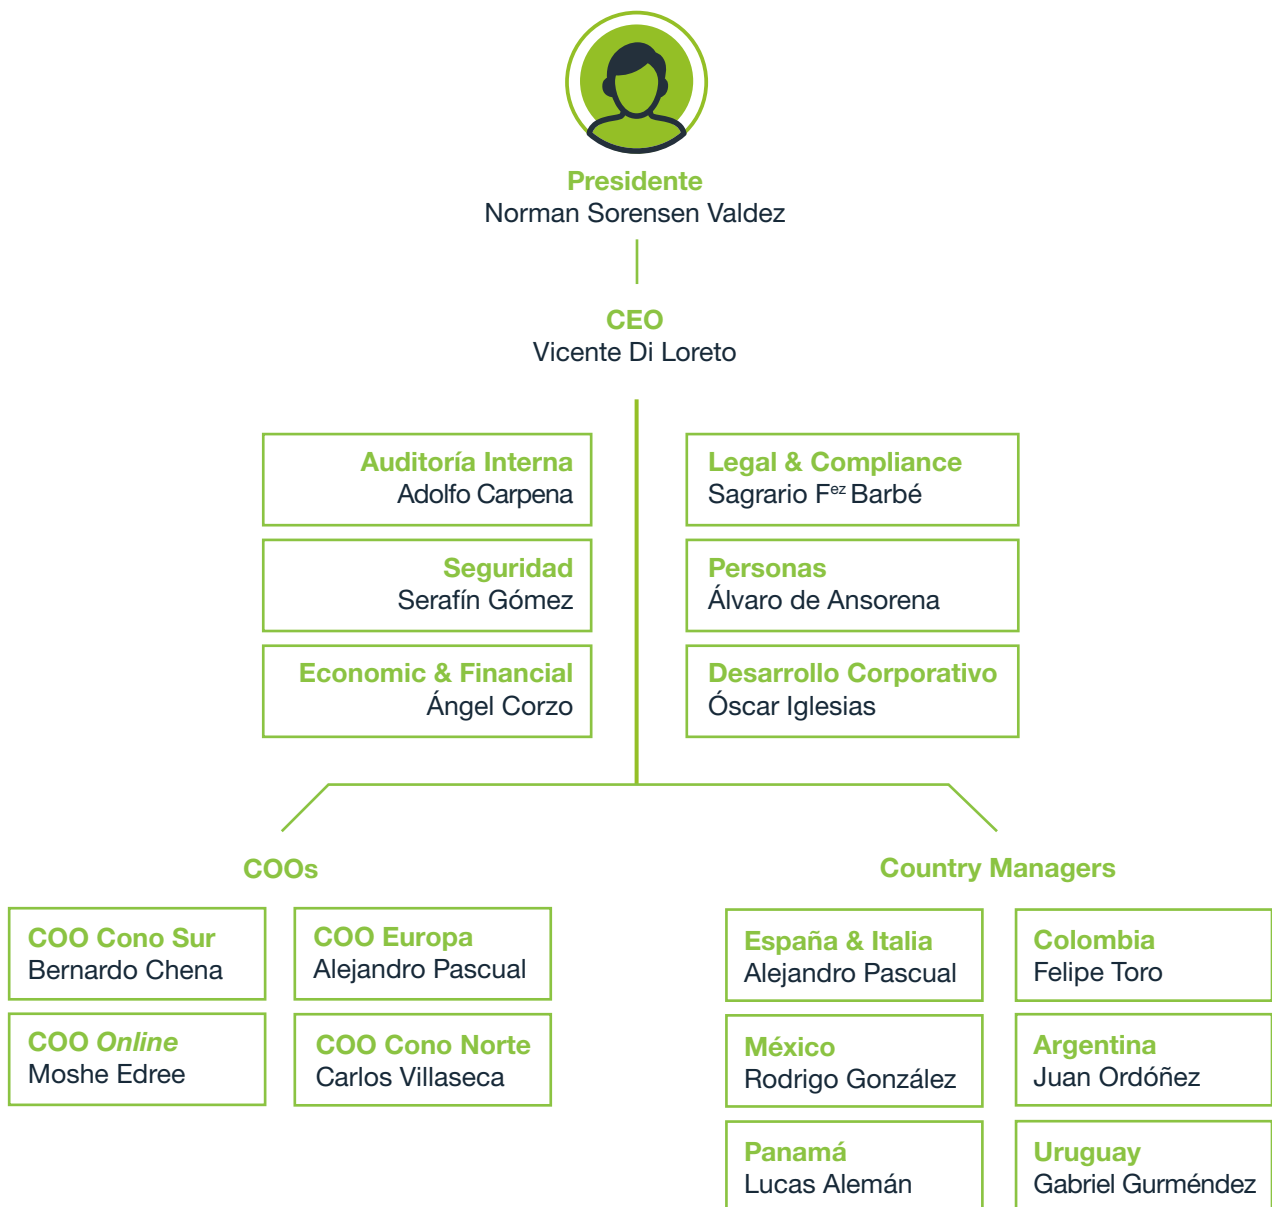 Presidente
Norman Sorensen Valdez
CEO
Vicente Di Loreto
Auditoría Interna
Adolfo Carpena
Legal & Compliance
Sagrario Fez Barbé
Seguridad
Serafín Gómez
Personas
Álvaro de Ansorena
Economic & Financial
Ángel Corzo
Desarrollo Corporativo
Óscar Iglesias
COOs
COO Cono Sur
Bernardo Chena
COO Europa
Alejandro Pascual
COO Online
Moshe Edree
COO Cono Norte
Carlos Villaseca
Country Managers
España & Italia
Alejandro Pascual
Colombia
Felipe Toro
México
Rodrigo González
Argentina
Juan Ordóñez
Panamá
Lucas Alemán
Uruguay
Gabriel Gurméndez